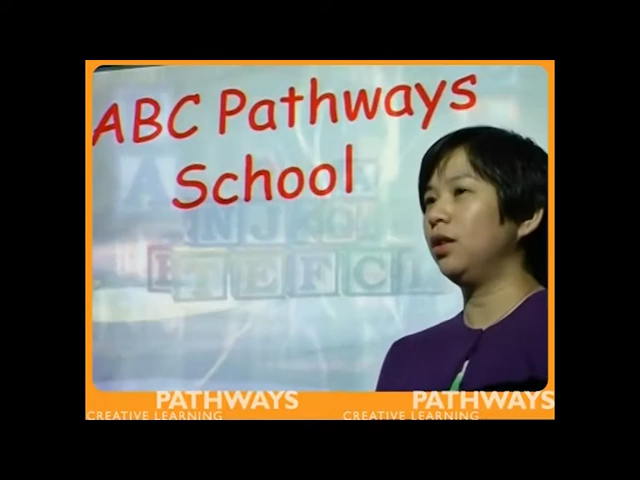 ABC Pathways
School
N J
T E F C L
PATHWAYS PATHWAYS
CREATIVE LEARNING CREATIVE LEARNING